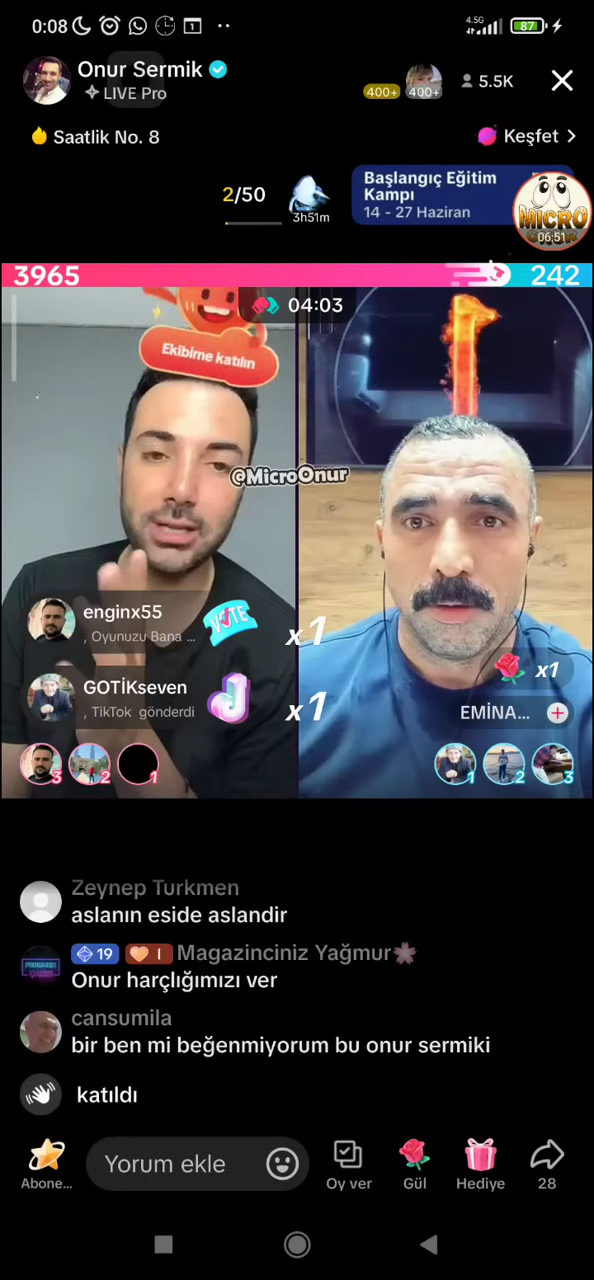 0:08
4.5G
87
Onur Sermik
LIVE Pro
400+
400+
5.5K
Saatlik No. 8
Keşfet
2/50
3h51m
Başlangıç Eğitim
Kampı
14 - 27 Haziran
MİCRO
06:51
3965
242
04:03
Ekibime katılın
@MicroOnur
enginx55
, Oyunuzu Bana ...
VOTE
x1
GOTİKseven
, TikTok gönderdi
x1
x1
EMİNA...
3
2
1
1
2
3
Zeynep Turkmen
aslanın eside aslandir
19
I
Magazinciniz Yağmur
Onur harçlığımızı ver
cansumila
bir ben mi beğenmiyorum bu onur sermiki
katıldı
Abone...
Yorum ekle
Oy ver
Gül
Hediye
28